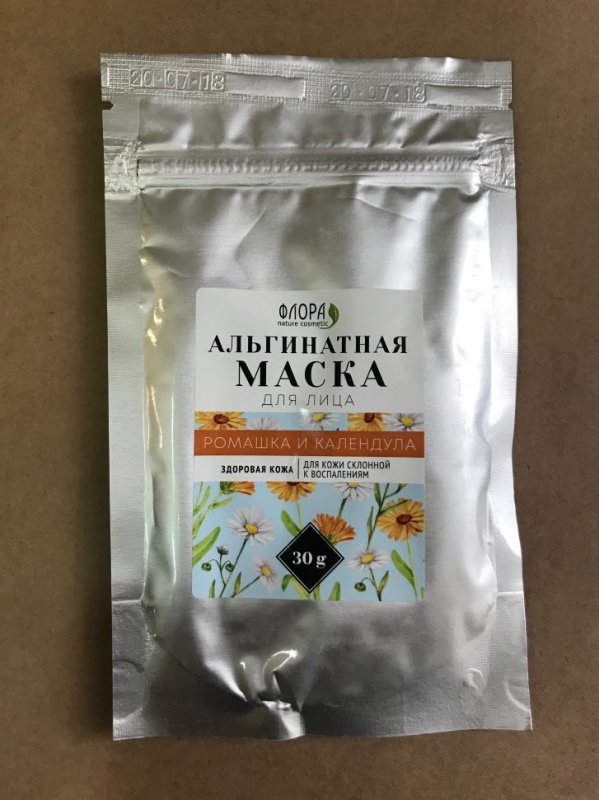 20·07·18 20·07·18
ФЛОРА
nature cosmetic
АЛЬГИНАТНАЯ
МАСКА
ДЛЯ ЛИЦА
РОМАШКА И КАЛЕНДУЛА
ЗДОРОВАЯ КОЖА ДЛЯ КОЖИ СКЛОННОЙ
К ВОСПАЛЕНИЯМ
30 g